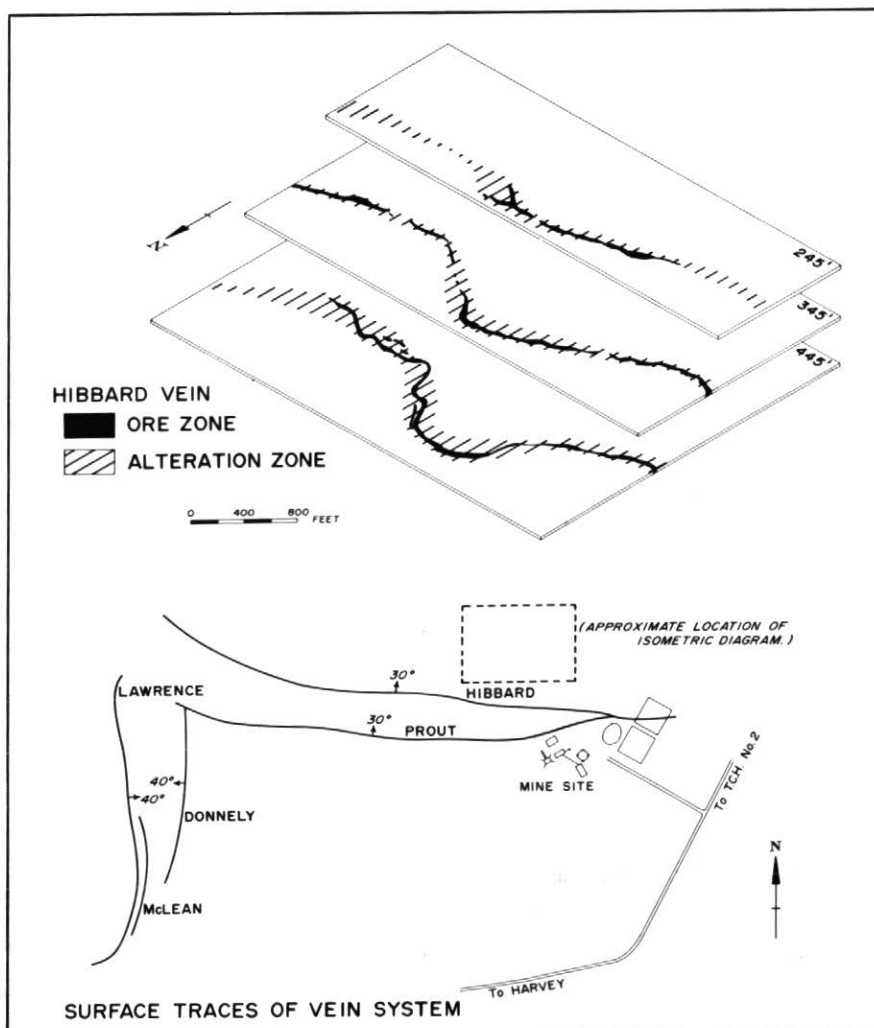 245'
345'
N
445'
HIBBARD VEIN
ORE ZONE
ALTERATION ZONE
0 400 800
FEET
(APPROXIMATE LOCATION OF
ISOMETRIC DIAGRAM.)
LAWRENCE
30°
HIBBARD
30°
PROUT
40°
40°
MINE SITE
DONNELY
To T.C.H. No.2
N
McLEAN
To HARVEY
SURFACE TRACES OF VEIN SYSTEM